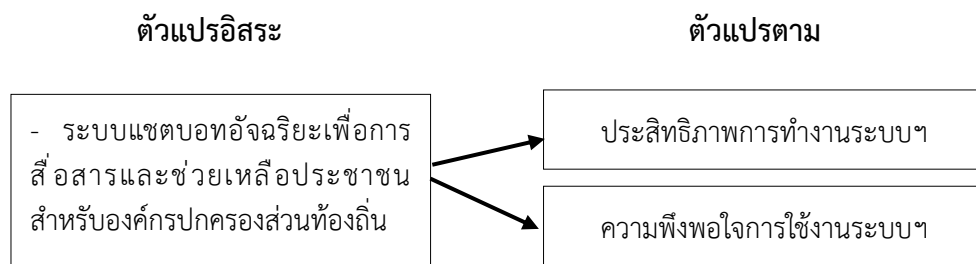 ตัวแปรอิสระ
ตัวแปรตาม
- ระบบแชตบอทอัจฉริยะเพื่อการ
สื่อสารและช่วยเหลือประชาชน
สำหรับองค์กรปกครองส่วนท้องถิ่น
ประสิทธิภาพการทำงานระบบฯ
ความพึงพอใจการใช้งานระบบฯ